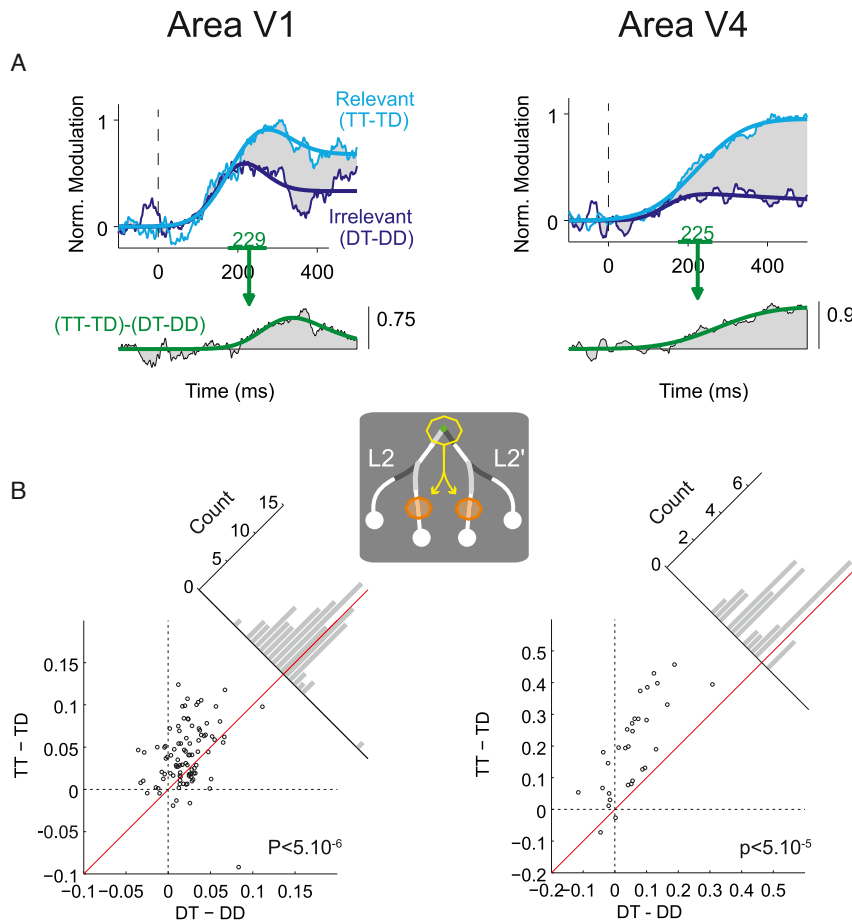 Area V1
Area V4
A
Norm. Modulation
1
0
Relevant
(TT-TD)
Irrelevant
(DT-DD)
229
0
200
400
(TT-TD)-(DT-DD)
0.75
Time (ms)
Norm. Modulation
1
0
225
0
200
400
0.9
Time (ms)
L2
L2'
B
Count
0
5
10
15
TT − TD
0.15
0.1
0.05
0
−0.05
−0.1
P<5.10-6
−0.1
−0.05
0
0.05
0.1
0.15
DT − DD
Count
0
2
4
6
TT − TD
0.5
0.4
0.3
0.2
0.1
0
−0.1
−0.2
p<5.10-5
−0.2
−0.1
0
0.1
0.2
0.3
0.4
0.5
DT - DD